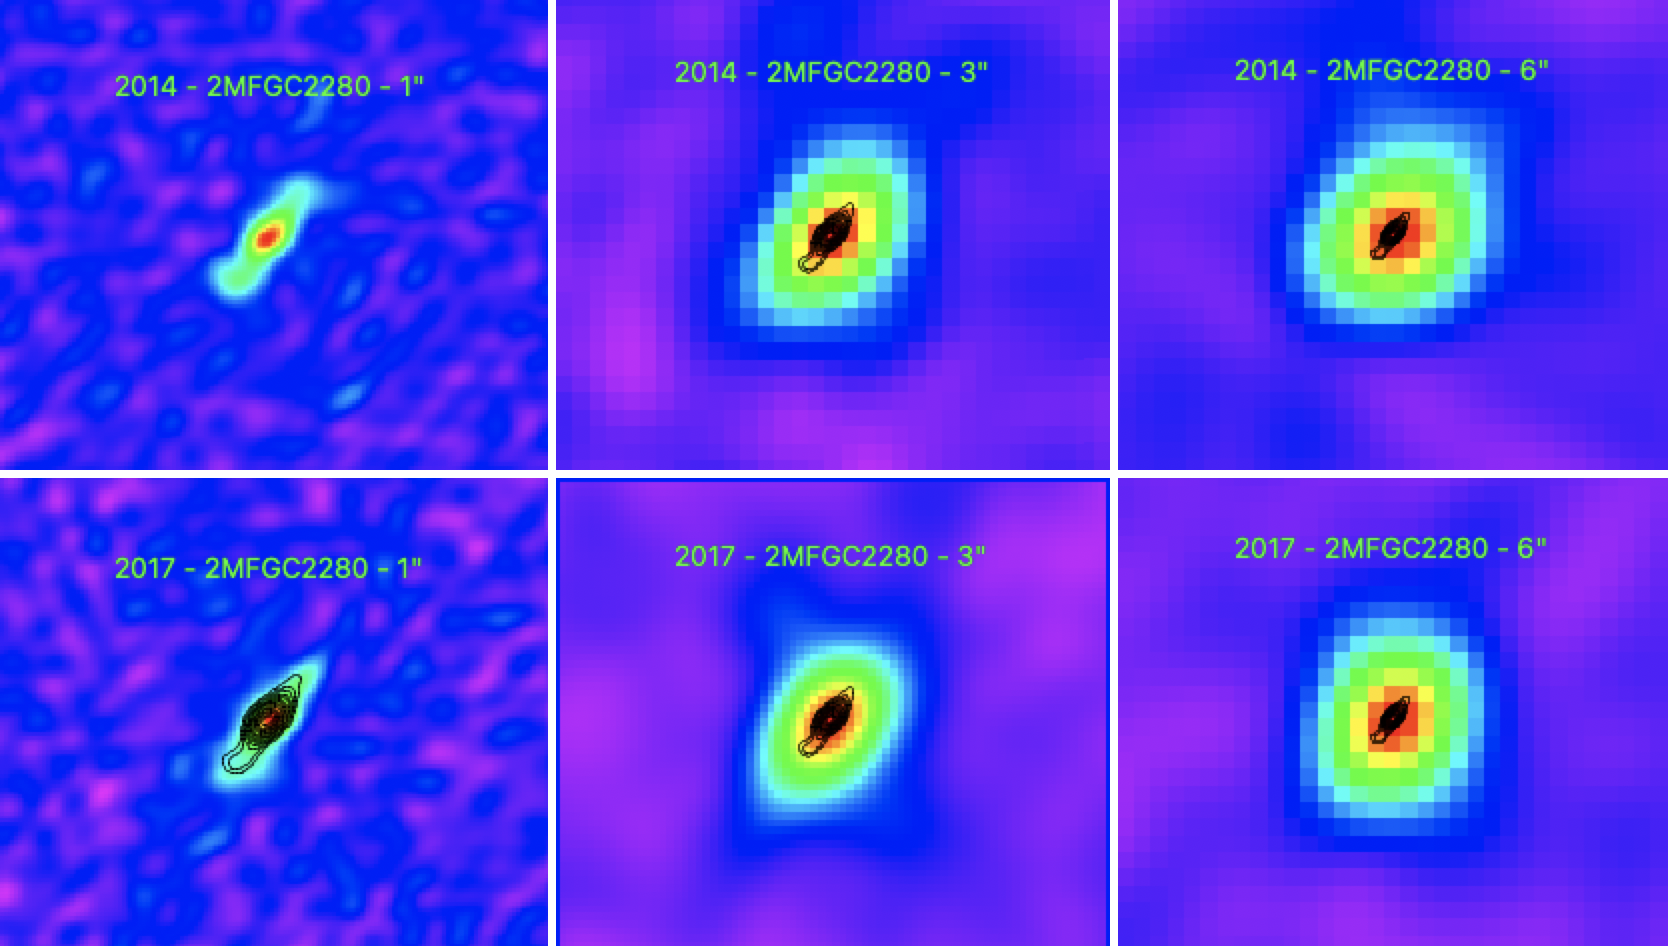 2014 - 2MFGC2280 - 1"
2014 - 2MFGC2280 - 3"
2014 - 2MFGC2280 - 6"
2017 - 2MFGC2280 - 1"
2017 - 2MFGC2280 - 3"
2017 - 2MFGC2280 - 6"